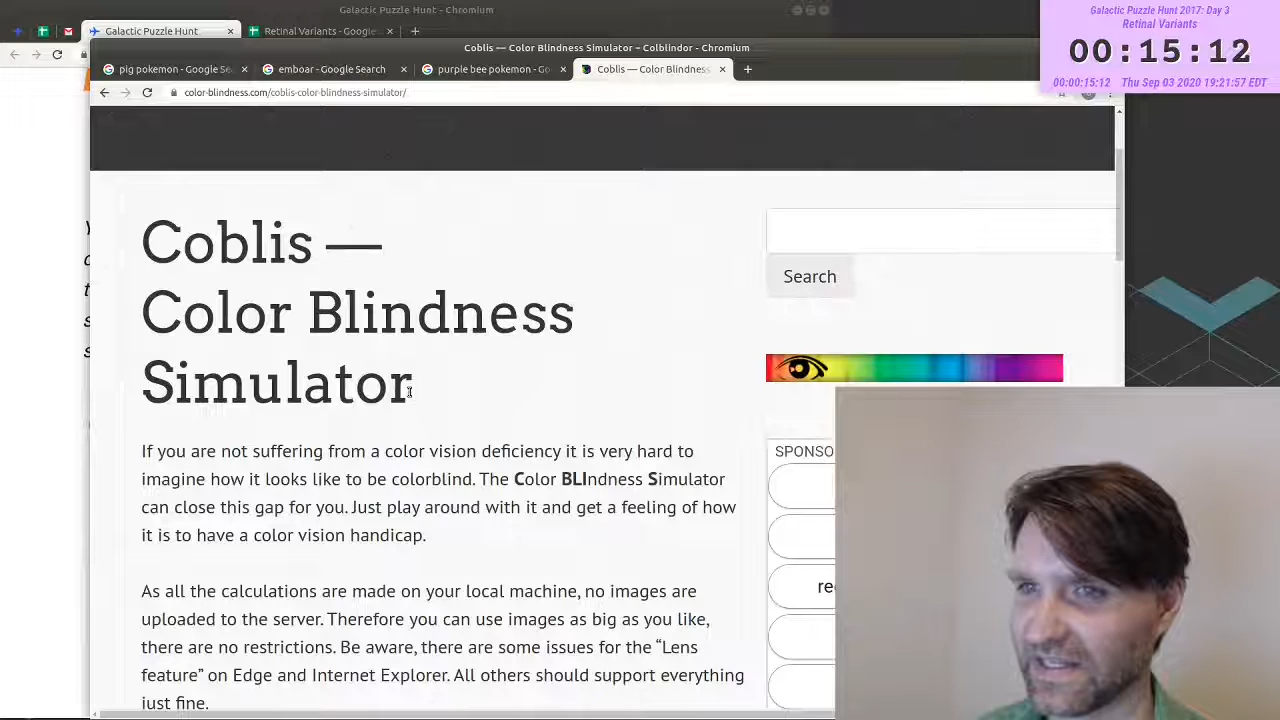 Galactic Puzzle Hunt - Chromium
Galactic Puzzle Hunt
Retinal Variants - Google
Coblis — Color Blindness Simulator – Colblindor - Chromium
pig pokemon - Google Se
emboar - Google Search
purple bee pokemon - Go
Coblis — Color Blindness
color-blindness.com/coblis-color-blindness-simulator/
Galactic Puzzle Hunt 2017: Day 3
Retinal Variants
00:15:12
00:00:15:12 Thu Sep 03 2020 19:21:57 EDT
Coblis —
Color Blindness
Simulator
Search
If you are not suffering from a color vision deficiency it is very hard to
imagine how it looks like to be colorblind. The Color BLIndness Simulator
can close this gap for you. Just play around with it and get a feeling of how
it is to have a color vision handicap.
As all the calculations are made on your local machine, no images are
uploaded to the server. Therefore you can use images as big as you like,
there are no restrictions. Be aware, there are some issues for the “Lens
feature” on Edge and Internet Explorer. All others should support everything
just fine.
SPONSO